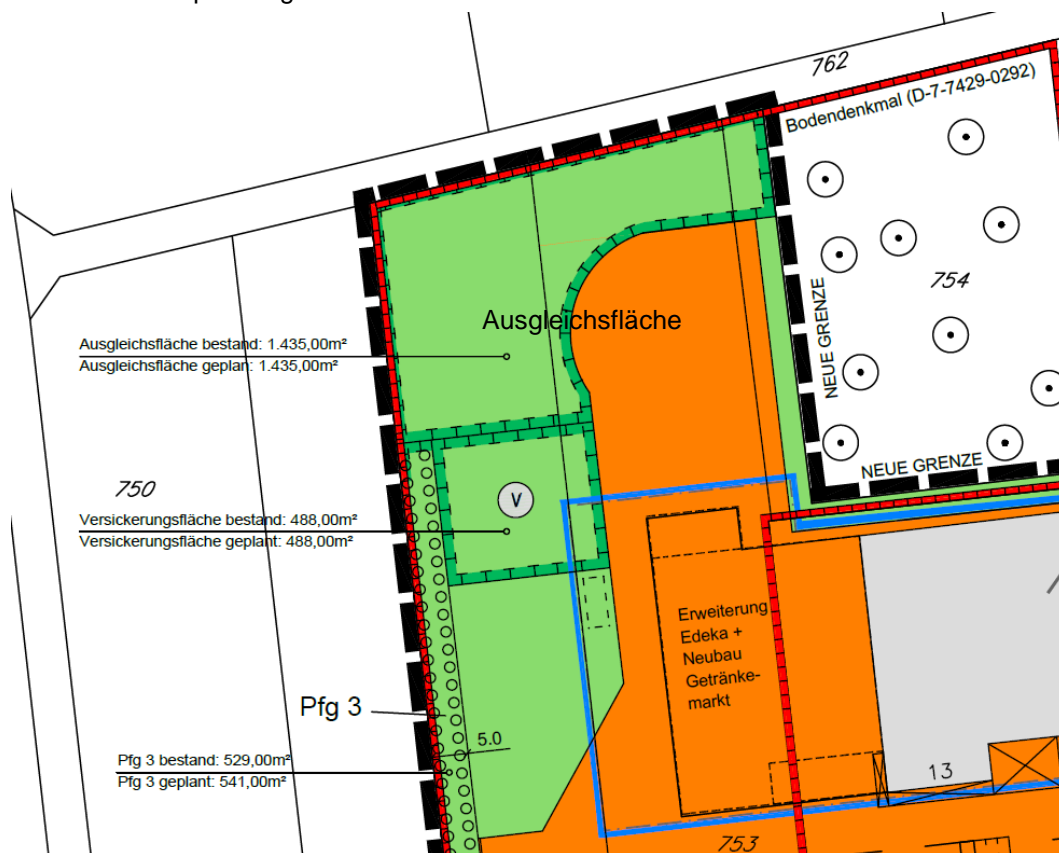 762
Bodendenkmal (D-7-7429-0292)
NEUE GRENZE
754
Ausgleichsfläche
Ausgleichsfläche bestand: 1.435,00m²
Ausgleichsfläche geplan: 1.435,00m²
NEUE GRENZE
750
V
Versickerungsfläche bestand: 488,00m²
Versickerungsfläche geplant: 488,00m²
Erweiterung
Edeka +
Neubau
Getränke-
markt
Pfg 3
5.0
Pfg 3 bestand: 529,00m²
Pfg 3 geplant: 541,00m²
13
753